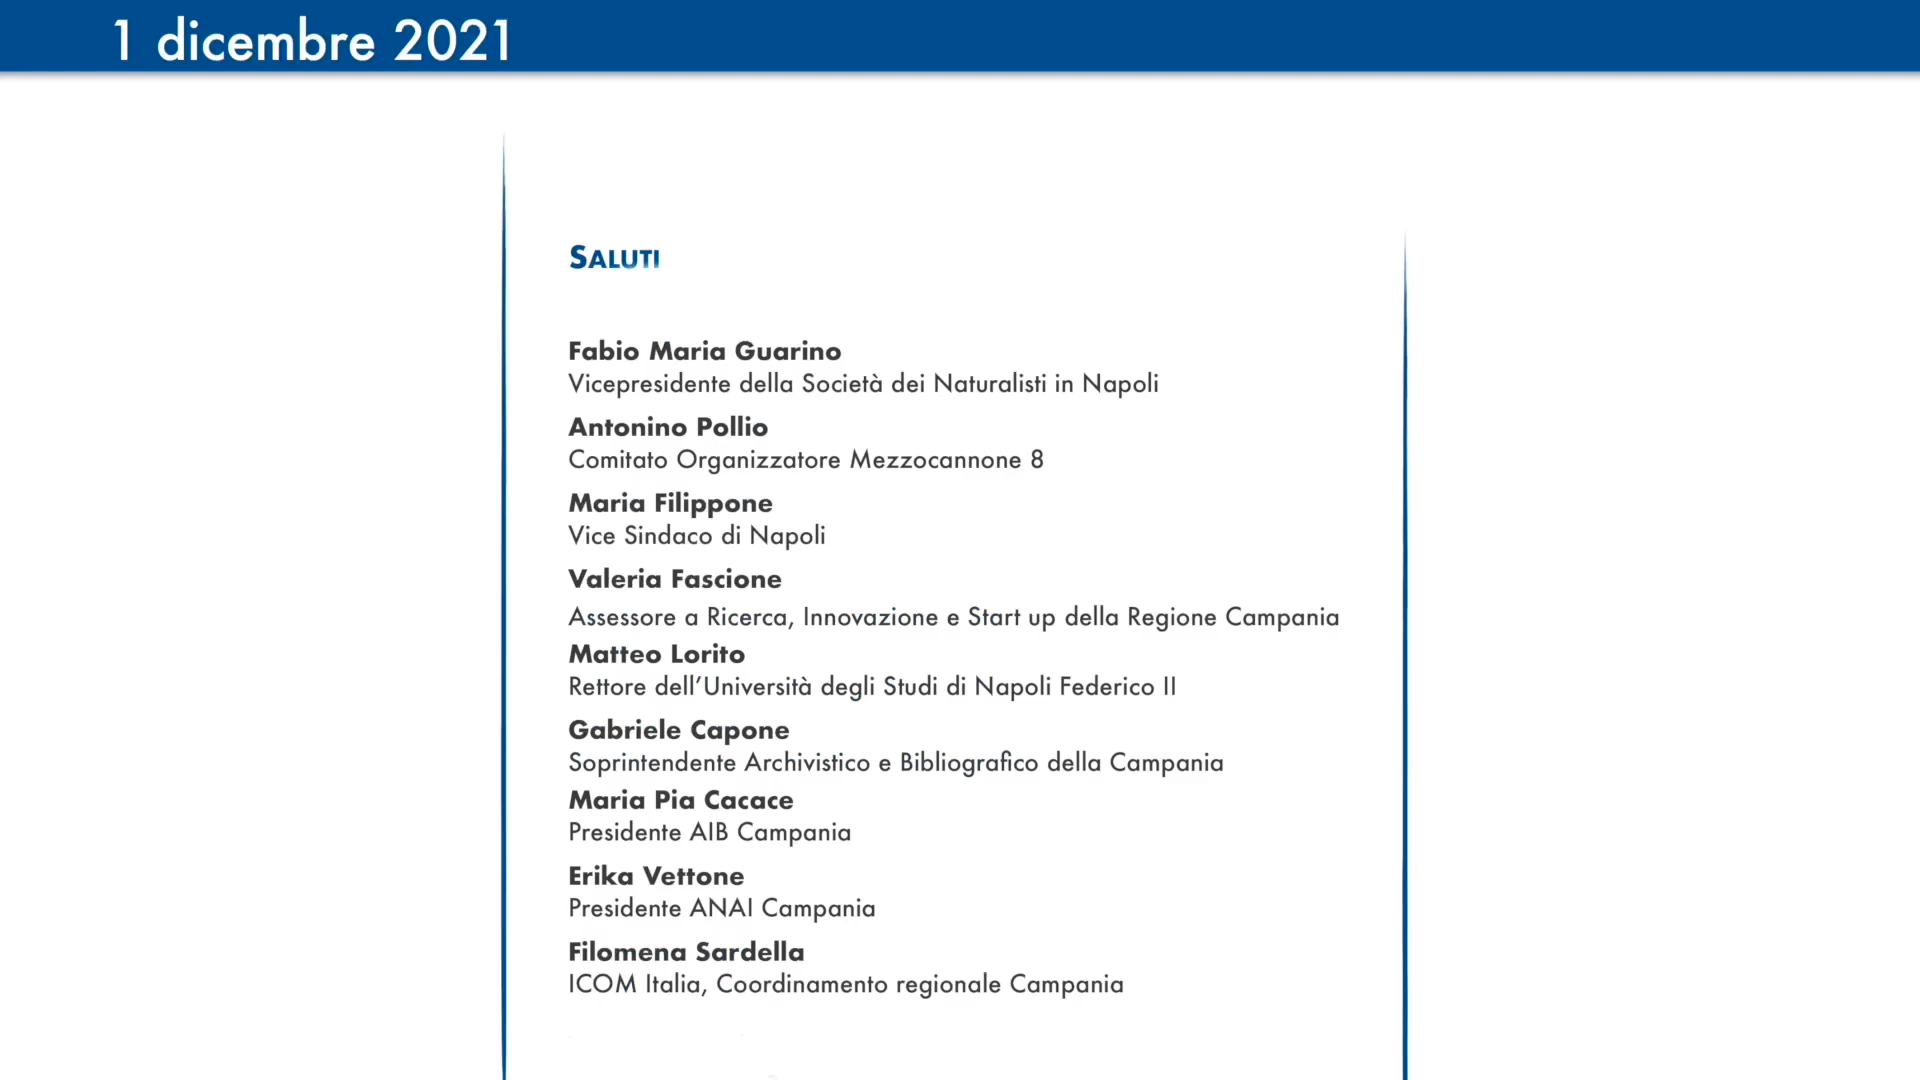 1 dicembre 2021
Saluti
Fabio Maria Guarino
Vicepresidente della Società dei Naturalisti in Napoli
Antonino Pollio
Comitato Organizzatore Mezzocannone 8
Maria Filippone
Vice Sindaco di Napoli
Valeria Fascione
Assessore a Ricerca, Innovazione e Start up della Regione Campania
Matteo Lorito
Rettore dell’Università degli Studi di Napoli Federico II
Gabriele Capone
Soprintendente Archivistico e Bibliografico della Campania
Maria Pia Cacace
Presidente AIB Campania
Erika Vettone
Presidente ANAI Campania
Filomena Sardella
ICOM Italia, Coordinamento regionale Campania